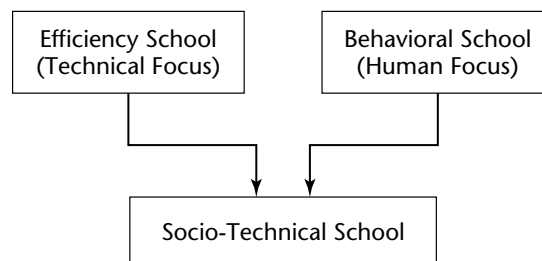 Efficiency School
(Technical Focus)
Behavioral School
(Human Focus)
Socio-Technical School